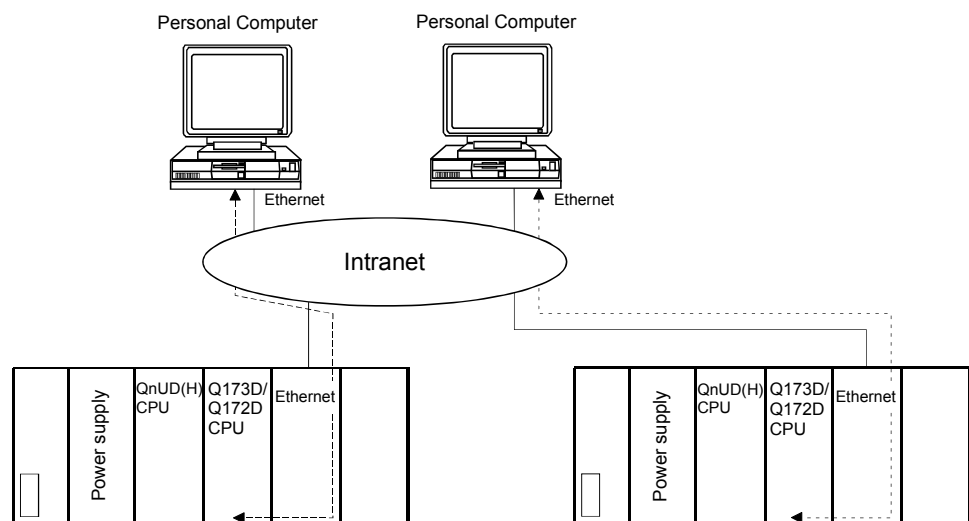 Personal Computer
Personal Computer
Ethernet
Ethernet
Intranet
Power supply
QnUD(H)
CPU
Q173D/
Q172D
CPU
Ethernet
Power supply
QnUD(H)
CPU
Q173D/
Q172D
CPU
Ethernet